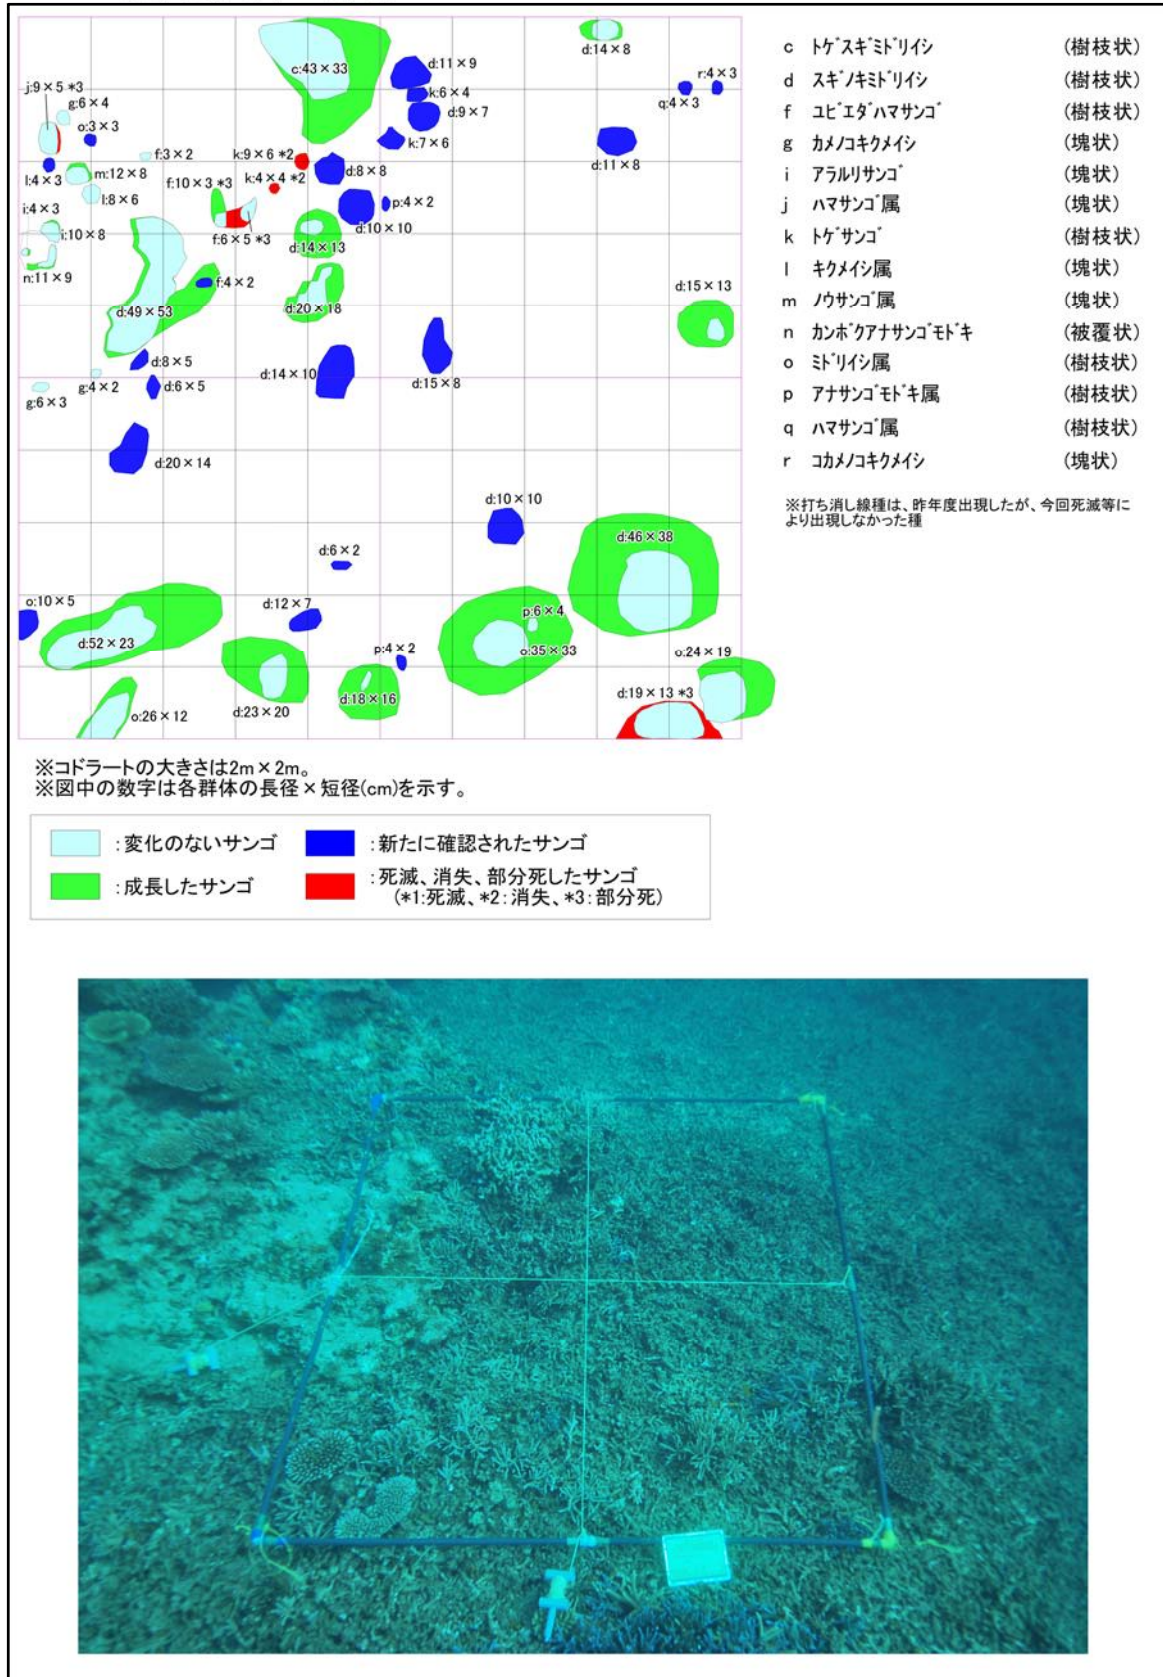 c:43×33
d:14×8
d:11×9
k:6×4
d:9×7
k:7×6
r:4×3
q:4×3
d:11×8
j:9×5 *3
g:6×4
o:3×3
f:3×2
l:4×3
m:12×8
l:8×6
f:10×3 *3
k:9×6 *2
k:4×4 *2
d:8×8
p:4×2
d:10×10
i:4×3
i:10×8
n:11×9
f:6×5 *3
d:14×13
f:4×2
d:49×53
d:20×18
d:15×13
d:8×5
g:4×2
d:6×5
g:6×3
d:14×10
d:15×8
d:20×14
d:10×10
d:46×38
d:6×2
o:10×5
d:12×7
p:6×4
d:52×23
o:35×33
p:4×2
o:24×19
o:26×12
d:23×20
d:18×16
d:19×13 *3
c トゲスギミドリイシ (樹枝状)
d スギノキミドリイシ (樹枝状)
f ユビエダハマサンゴ (樹枝状)
g カメノコキクメイシ (塊状)
i アラルリサンゴ (塊状)
j ハマサンゴ属 (塊状)
k トゲサンゴ (樹枝状)
l キクメイシ属 (塊状)
m ノウサンゴ属 (塊状)
n カンボクアナサンゴモドキ (被覆状)
o ミドリイシ属 (樹枝状)
p アナサンゴモドキ属 (樹枝状)
q ハマサンゴ属 (樹枝状)
r コカメノコキクメイシ (塊状)
※打ち消し線種は、昨年度出現したが、今回死滅等に
より出現しなかった種
※コドラートの大きさは2m×2m。
※図中の数字は各群体の長径×短径(cm)を示す。
:変化のないサンゴ
:新たに確認されたサンゴ
:成長したサンゴ
:死滅、消失、部分死したサンゴ
(*1:死滅、*2:消失、*3:部分死)